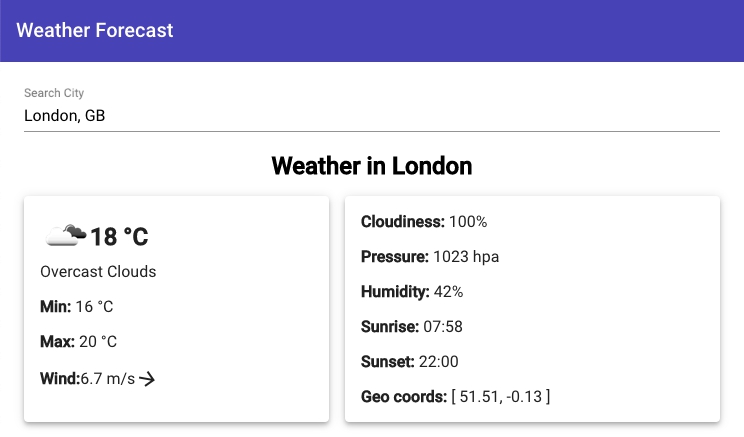 Weather Forecast
Search City
London, GB
Weather in London
18 °C
Overcast Clouds
Min: 16 °C
Max: 20 °C
Wind:6.7 m/s
Cloudiness: 100%
Pressure: 1023 hpa
Humidity: 42%
Sunrise: 07:58
Sunset: 22:00
Geo coords: [ 51.51, -0.13 ]